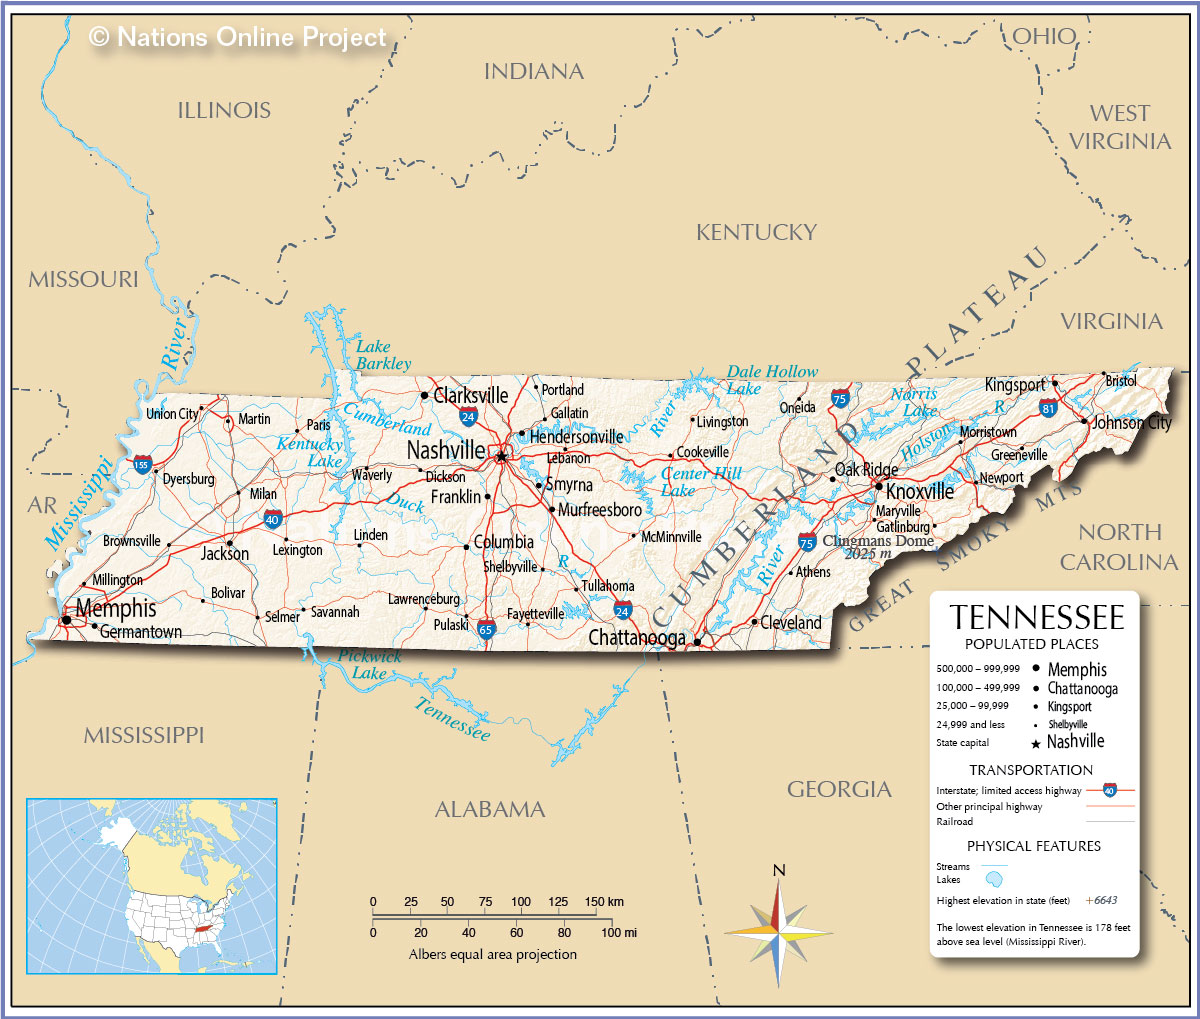 © Nations Online Project
OHIO
INDIANA
ILLINOIS
WEST
VIRGINIA
KENTUCKY
MISSOURI
PLATEAU
VIRGINIA
River
Lake
Barkley
Dale Hollow
Lake
Clarksville
Portland
Kingsport
Bristol
24
75
Norris
Lake
R
81
Union City
Martin
Paris
Cumberland
Gallatin
River
Livingston
Oneida
Johnson City
Kentucky
Lake
Nashville
Hendersonville
Lebanon
Cookeville
Holston
Morristown
Greeneville
155
Mississippi
Dyersburg
Waverly
Dickson
Smyrna
Center Hill
Lake
Oak Ridge
Newport
Milan
Duck
Franklin
Murfreesboro
Knoxville
AR
40
Maryville
Gatlinburg
Brownsville
Jackson
Lexington
Linden
Columbia
McMinnville
CUMBERLAND
75
Clingmans Dome
2025 m
GREAT SMOKY MTS
NORTH
CAROLINA
Millington
Shelbyville
R
River
Athens
Bolivar
Tullahoma
Memphis
Germantown
Selmer
Savannah
Lawrenceburg
Pulaski
65
Fayetteville
24
Chattanooga
Cleveland
Pickwick
Lake
Tennessee
MISSISSIPPI
ALABAMA
GEORGIA
TENNESSEE
POPULATED PLACES
500,000 – 999,999 Memphis
100,000 – 499,999 Chattanooga
25,000 – 99,999 Kingsport
24,999 and less Shelbyville
State capital Nashville
TRANSPORTATION
Interstate; limited access highway 40
Other principal highway
Railroad
PHYSICAL FEATURES
Streams
Lakes
Highest elevation in state (feet) +6643
The lowest elevation in Tennessee is 178 feet
above sea level (Mississippi River).
N
0 25 50 75 100 125 150 km
0 20 40 60 80 100 mi
Albers equal area projection